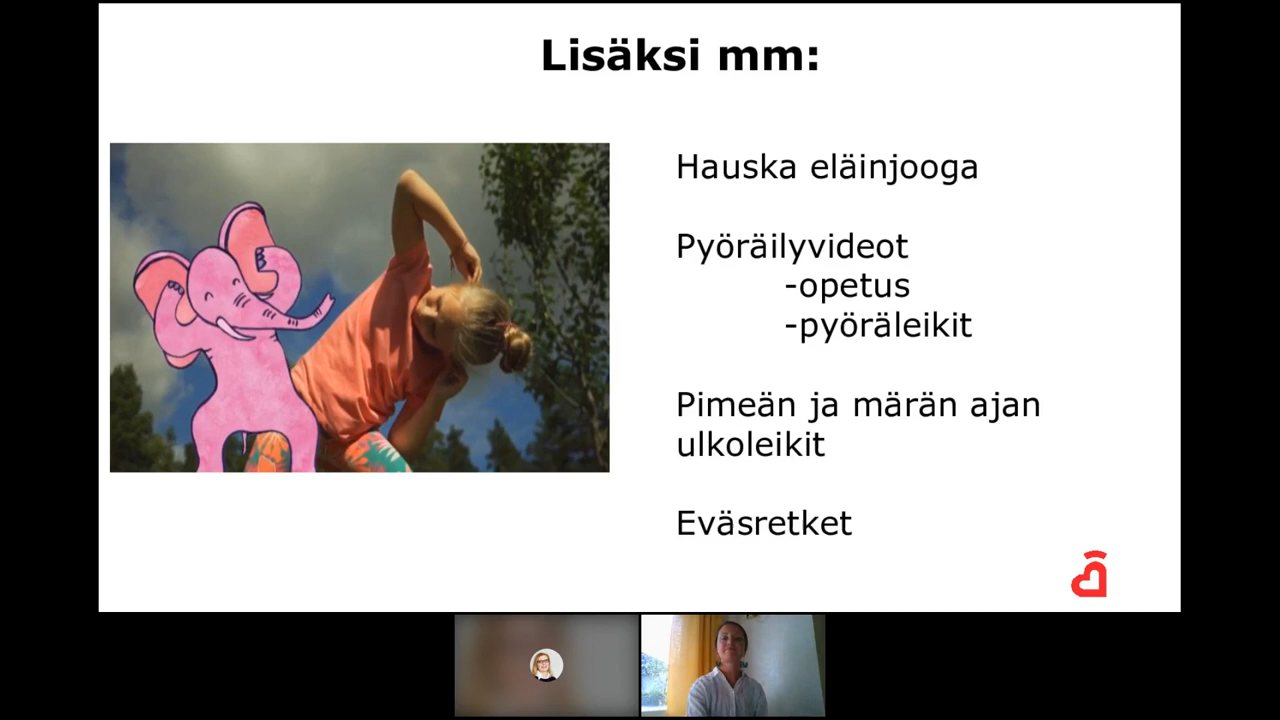 Lisäksi mm:
Hauska eläinjooga
Pyöräilyvideot
-opetus
-pyöräleikit
Pimeän ja märän ajan
ulkoleikit
Eväsretket